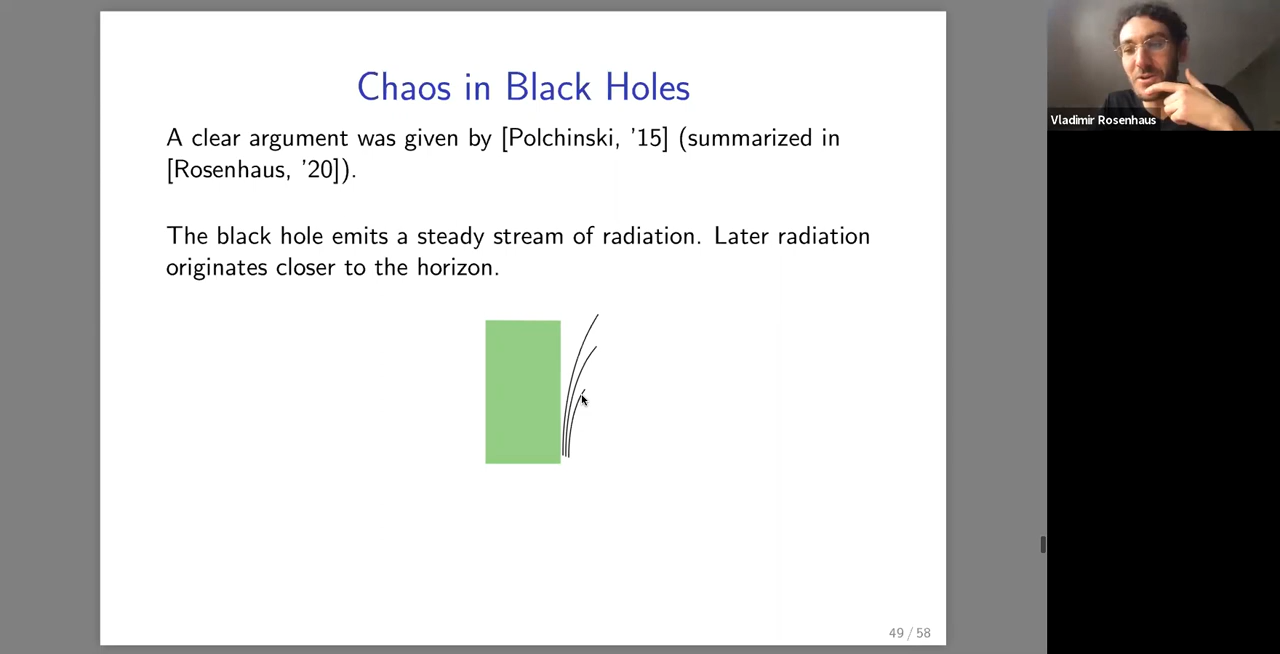 Chaos in Black Holes
A clear argument was given by [Polchinski, ’15] (summarized in
[Rosenhaus, ’20]).
The black hole emits a steady stream of radiation. Later radiation
originates closer to the horizon.
49 / 58
Vladimir Rosenhaus